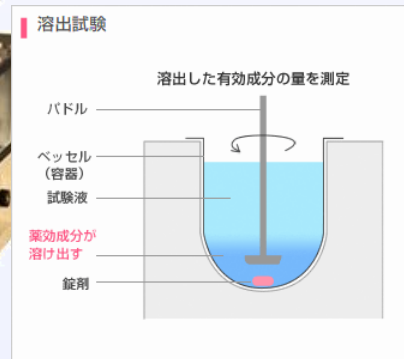 溶出試験
溶出した有効成分の量を測定
パドル
ベッセル
（容器）
試験液
薬効成分が
溶け出す
錠剤